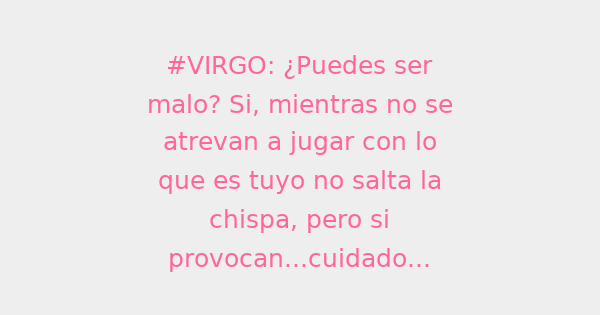 #VIRGO: ¿Puedes ser
malo? Si, mientras no se
atrevan a jugar con lo
que es tuyo no salta la
chispa, pero si
provocan...cuidado...